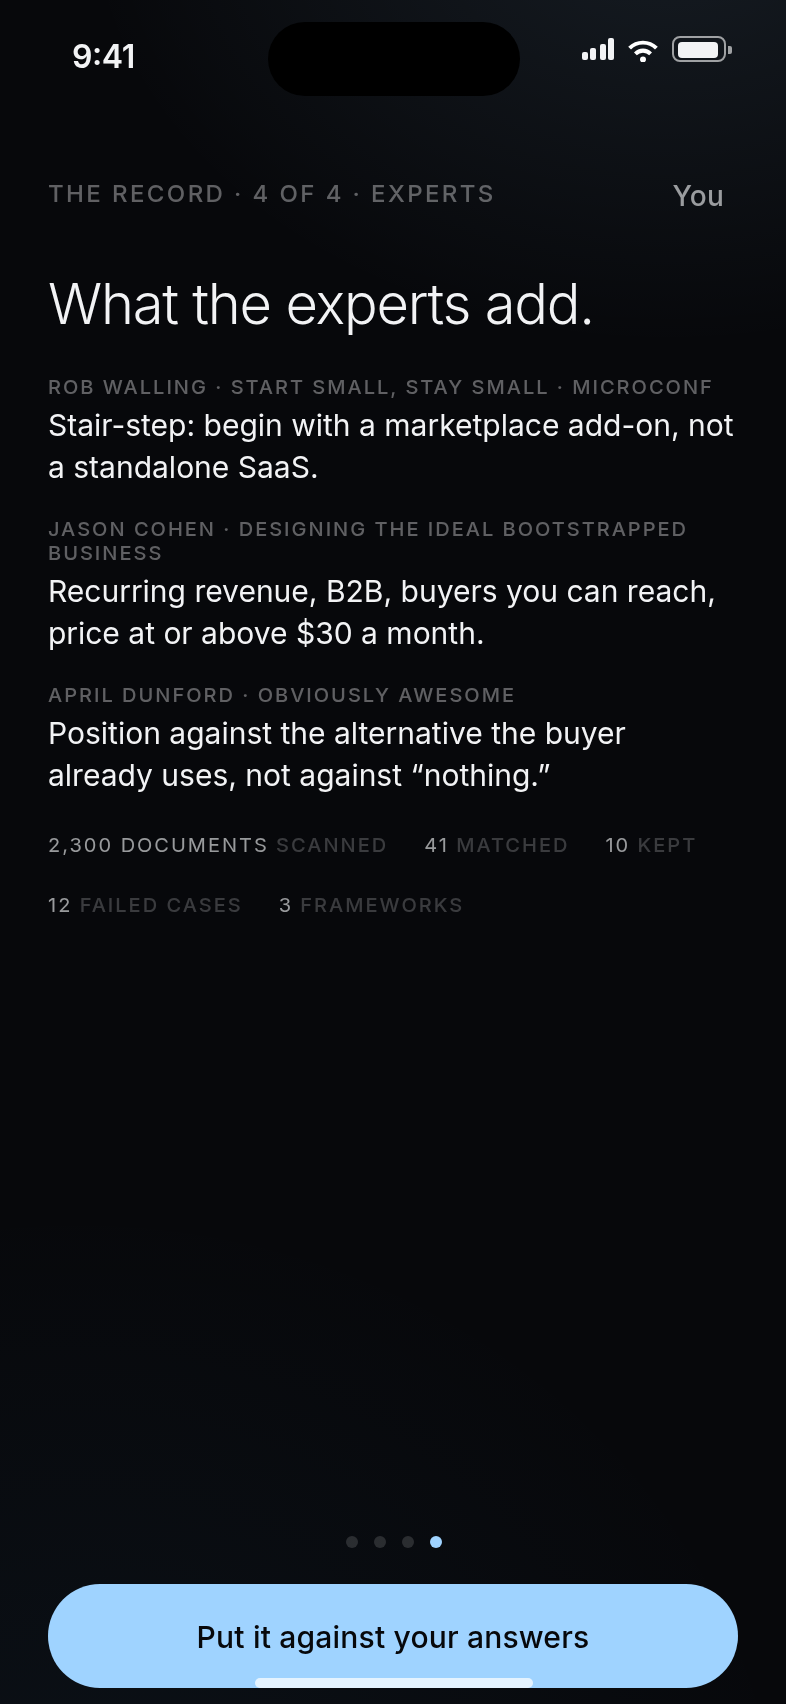 9:41
THE RECORD · 4 OF 4 · EXPERTS
You
What the experts add.
ROB WALLING · START SMALL, STAY SMALL · MICROCONF
Stair-step: begin with a marketplace add-on, not
a standalone SaaS.
JASON COHEN · DESIGNING THE IDEAL BOOTSTRAPPED
BUSINESS
Recurring revenue, B2B, buyers you can reach,
price at or above $30 a month.
APRIL DUNFORD · OBVIOUSLY AWESOME
Position against the alternative the buyer
already uses, not against “nothing.”
2,300 DOCUMENTS SCANNED 41 MATCHED 10 KEPT
12 FAILED CASES 3 FRAMEWORKS
Put it against your answers